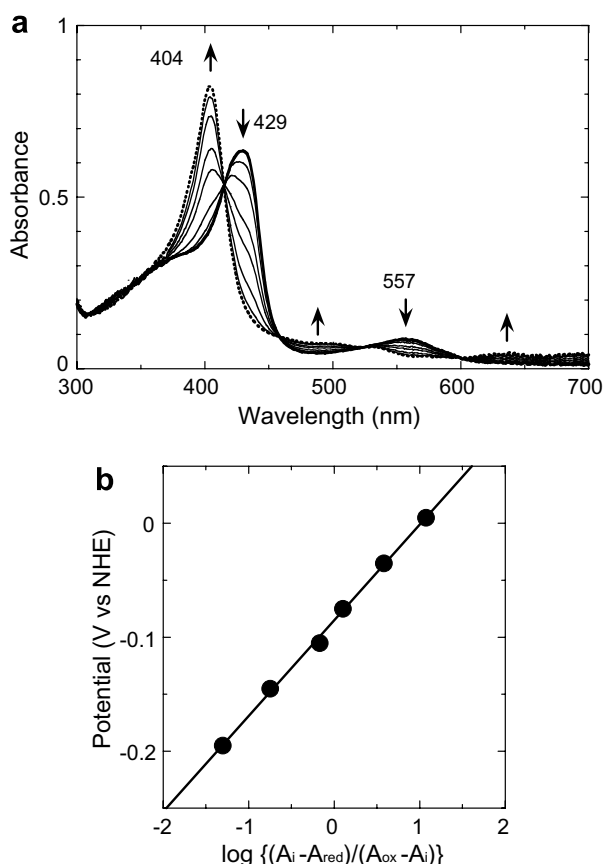 a
1
404
429
0.5
557
0
300 400 500 600 700
Absorbance
Wavelength (nm)
b
0
-0.1
-0.2
-2 -1 0 1 2
Potential (V vs NHE)
log {(Ai -Ared)/(Aox -Ai)}